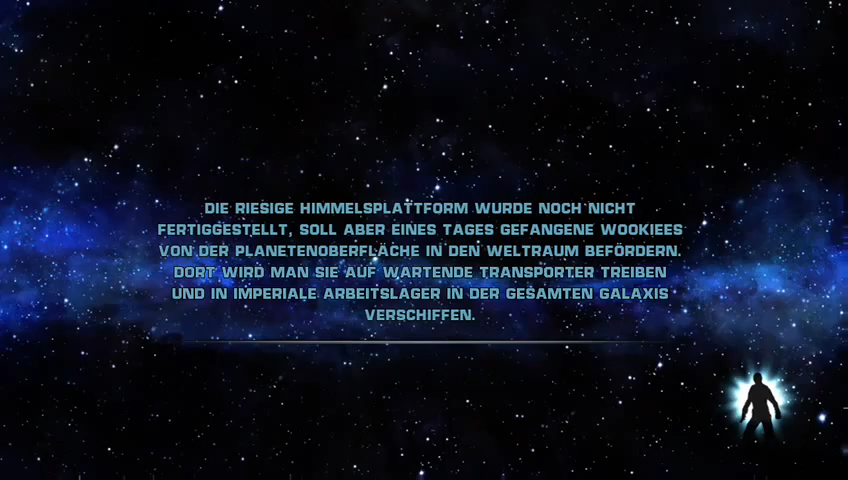 DIE RIESIGE HIMMELSPLATTFORM WURDE NOCH NICHT
FERTIGGESTELLT, SOLL ABER EINES TAGES GEFANGENE WOOKIEES
VON DER PLANETENOBERFLÄCHE IN DEN WELTRAUM BEFÖRDERN.
DORT WIRD MAN SIE AUF WARTENDE TRANSPORTER TREIBEN
UND IN IMPERIALE ARBEITSLAGER IN DER GESAMTEN GALAXIS
VERSCHIFFEN.